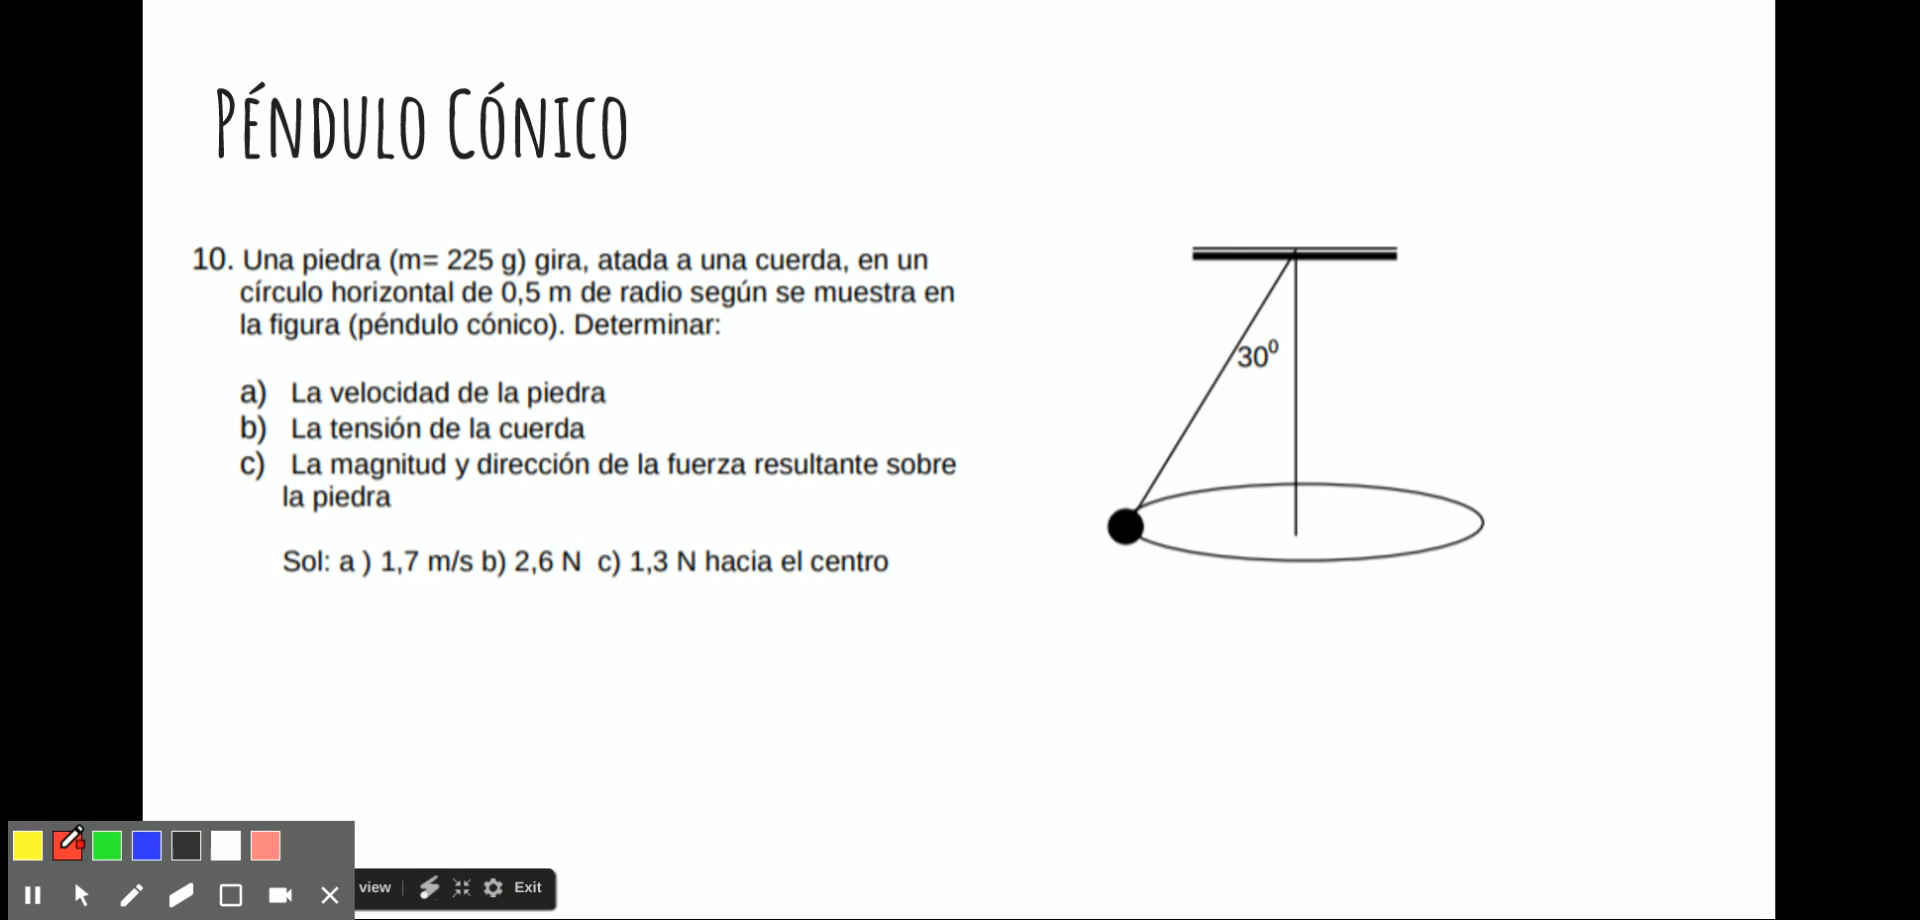 PÉNDULO CÓNICO
10. Una piedra (m= 225 g) gira, atada a una cuerda, en un
círculo horizontal de 0,5 m de radio según se muestra en
la figura (péndulo cónico). Determinar:
a) La velocidad de la piedra
b) La tensión de la cuerda
c) La magnitud y dirección de la fuerza resultante sobre
la piedra
Sol: a ) 1,7 m/s b) 2,6 N c) 1,3 N hacia el centro
30⁰
view Exit